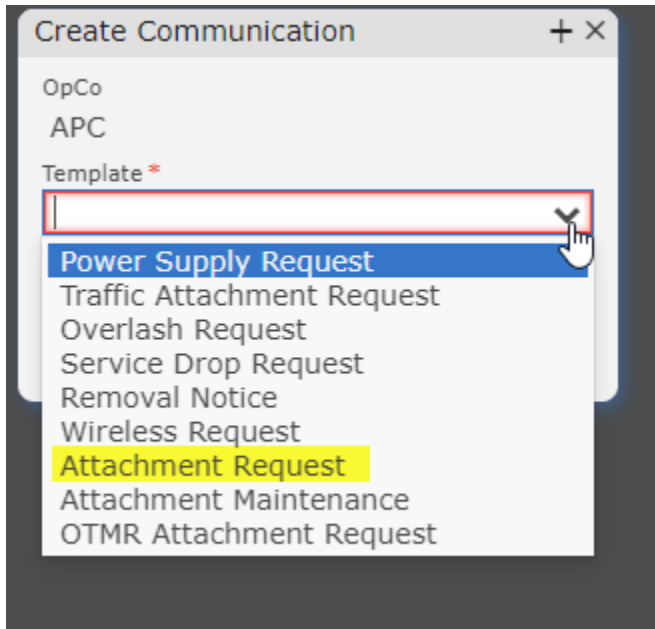 Create Communication
OpCo
APC
Template *
Power Supply Request
Traffic Attachment Request
Overlash Request
Service Drop Request
Removal Notice
Wireless Request
Attachment Request
Attachment Maintenance
OTMR Attachment Request